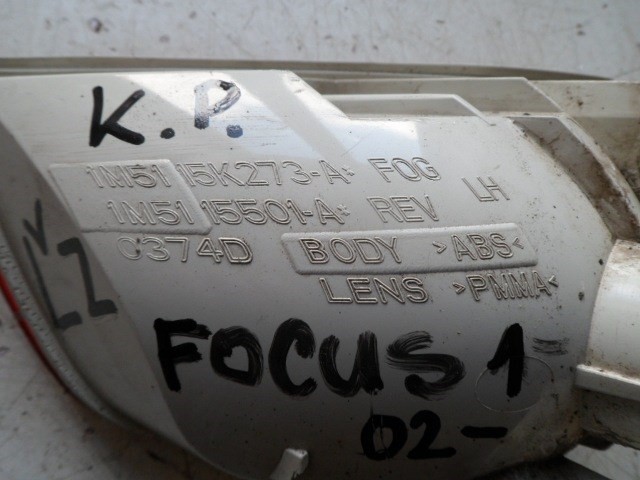 K.P.
1M51 15K273-A* FOG
1M51 15501-A* REV LH
C374D BODY >ABS<
LENS >PMMA<
FOCUS 1
02-